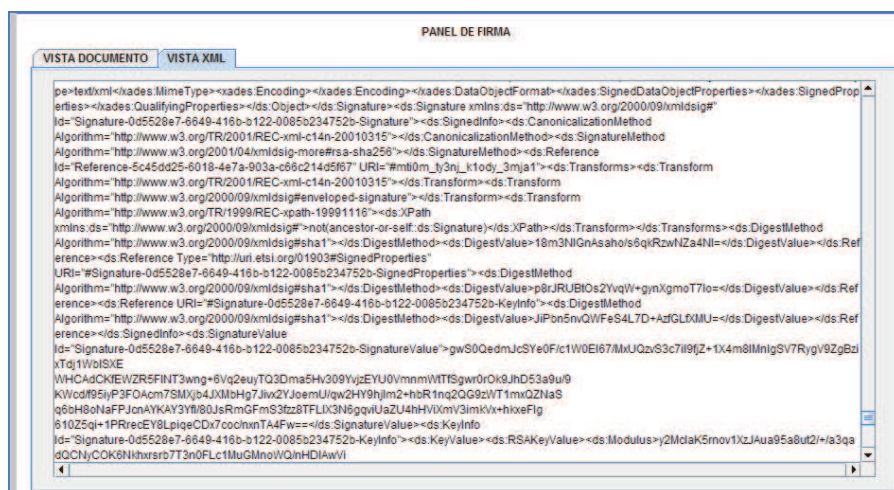 PANEL DE FIRMA
VISTA DOCUMENTO VISTA XML
pe>text/xml</xades:MimeType><xades:Encoding></xades:Encoding></xades:DataObjectFormat></xades:SignedDataObjectProperties></xades:SignedProp
erties></xades:QualifyingProperties></ds:Object></ds:Signature><ds:Signature xmlns:ds="http://www.w3.org/2000/09/xmldsig#"
Id="Signature-0d5528e7-6649-416b-b122-0085b234752b-Signature"><ds:SignedInfo><ds:CanonicalizationMethod
Algorithm="http://www.w3.org/TR/2001/REC-xml-c14n-20010315"></ds:CanonicalizationMethod><ds:SignatureMethod
Algorithm="http://www.w3.org/2001/04/xmldsig-more#rsa-sha256"></ds:SignatureMethod><ds:Reference
Id="Reference-5c45dd25-6018-4e7a-903a-c66c214d5f67" URI="#mti0m_ty3nj_k1ody_3mja1"><ds:Transforms><ds:Transform
Algorithm="http://www.w3.org/TR/2001/REC-xml-c14n-20010315"></ds:Transform><ds:Transform
Algorithm="http://www.w3.org/2000/09/xmldsig#enveloped-signature"></ds:Transform><ds:Transform
Algorithm="http://www.w3.org/TR/1999/REC-xpath-19991116"><ds:XPath
xmlns:ds="http://www.w3.org/2000/09/xmldsig#">not(ancestor-or-self::ds:Signature)</ds:XPath></ds:Transform></ds:Transforms><ds:DigestMethod
Algorithm="http://www.w3.org/2000/09/xmldsig#sha1"></ds:DigestMethod><ds:DigestValue>18m3NIGnAsaho/s6qkRzwNZa4NI=</ds:DigestValue></ds:Ref
erence><ds:Reference Type="http://uri.etsi.org/01903#SignedProperties"
URI="#Signature-0d5528e7-6649-416b-b122-0085b234752b-SignedProperties"><ds:DigestMethod
Algorithm="http://www.w3.org/2000/09/xmldsig#sha1"></ds:DigestMethod><ds:DigestValue>p8rJRUBtOs2YvqW+gynXgmoT7Io=</ds:DigestValue></ds:Ref
erence><ds:Reference URI="#Signature-0d5528e7-6649-416b-b122-0085b234752b-KeyInfo"><ds:DigestMethod
Algorithm="http://www.w3.org/2000/09/xmldsig#sha1"></ds:DigestMethod><ds:DigestValue>JiPbn5nvQWFeS4L7D+AzfGLfXMU=</ds:DigestValue></ds:Ref
erence></ds:SignedInfo><ds:SignatureValue
Id="Signature-0d5528e7-6649-416b-b122-0085b234752b-SignatureValue">gwS0QedmJcSYe0F/c1W0EI67/MxUQzvS3c7iI9fjZ+1X4m8IMnIgSV7RygV9ZgBzi
xTdj1WbISXE
WHCAdCKfEWZR5FINT3wng+6Vq2euyTQ3Dma5Hv309YvjzEYU0VmnmWtTfSgwr0rOk9JhD53a9u/9
KWcd/f95iyP3FOAcm7SMXjb4JXMbHg7Jivx2YJoemU/qw2HY9hjIm2+hbR1nq2QG9zWT1mxQZNaS
q6bH8oNaFPJcnAYKAY3Yfl/80JsRmGFmS3fzz8TFLIX3N6gqviUaZU4hHViXmV3imkVx+hkxeFIg
610Z5qi+1PRrecEY8LpiqeCDx7coc/nxnTA4Fw==</ds:SignatureValue><ds:KeyInfo
Id="Signature-0d5528e7-6649-416b-b122-0085b234752b-KeyInfo"><ds:KeyValue><ds:RSAKeyValue><ds:Modulus>y2MclaK5rnov1XzJAua95a8ut2/+/a3qa
dQCNyCOK6Nkhxrsrb7T3n0FLc1MuGMnoWQ/nHDIAwVi